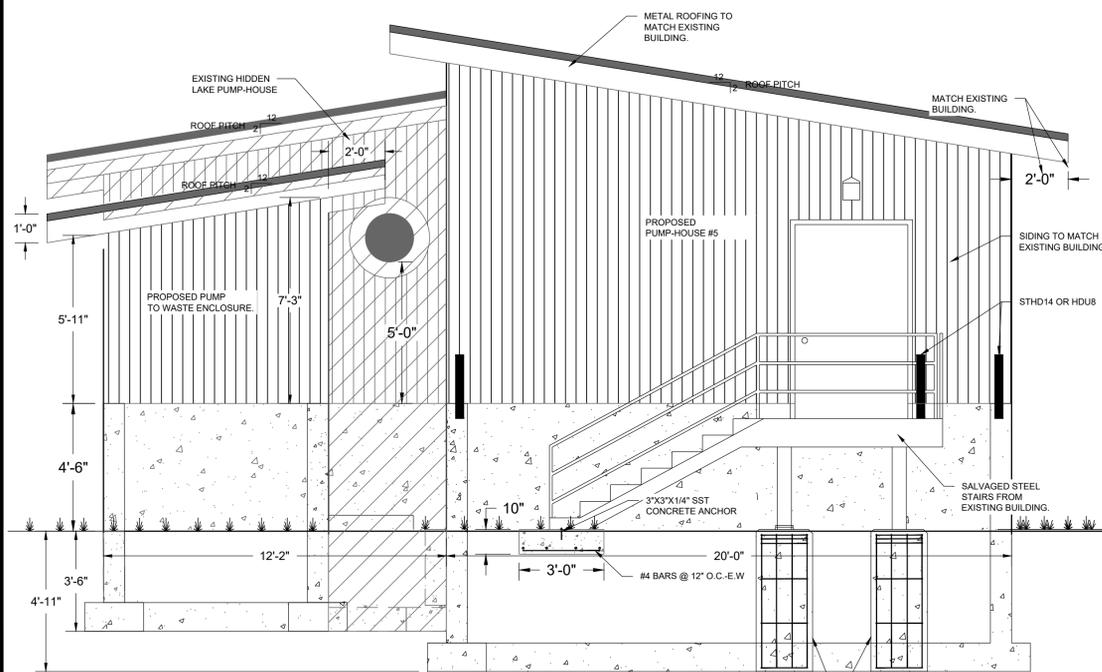 METAL ROOFING TO
MATCH EXISTING
BUILDING.
EXISTING HIDDEN
LAKE PUMP-HOUSE
12
2
ROOF PITCH
MATCH EXISTING
BUILDING.
ROOF PITCH
12
2
2'-0"
ROOF PITCH
12
2
2'-0"
1'-0"
PROPOSED
PUMP-HOUSE #5
SIDING TO MATCH
EXISTING BUILDING
PROPOSED PUMP
TO WASTE ENCLOSURE.
7'-3"
STHD14 OR HDU8
5'-11"
5'-0"
4'-6"
SALVAGED STEEL
STAIRS FROM
EXISTING BUILDING.
10"
3"X3"X1/4" SST
CONCRETE ANCHOR
12'-2"
20'-0"
3'-0"
#4 BARS @ 12" O.C.-E.W
3'-6"
4'-11"